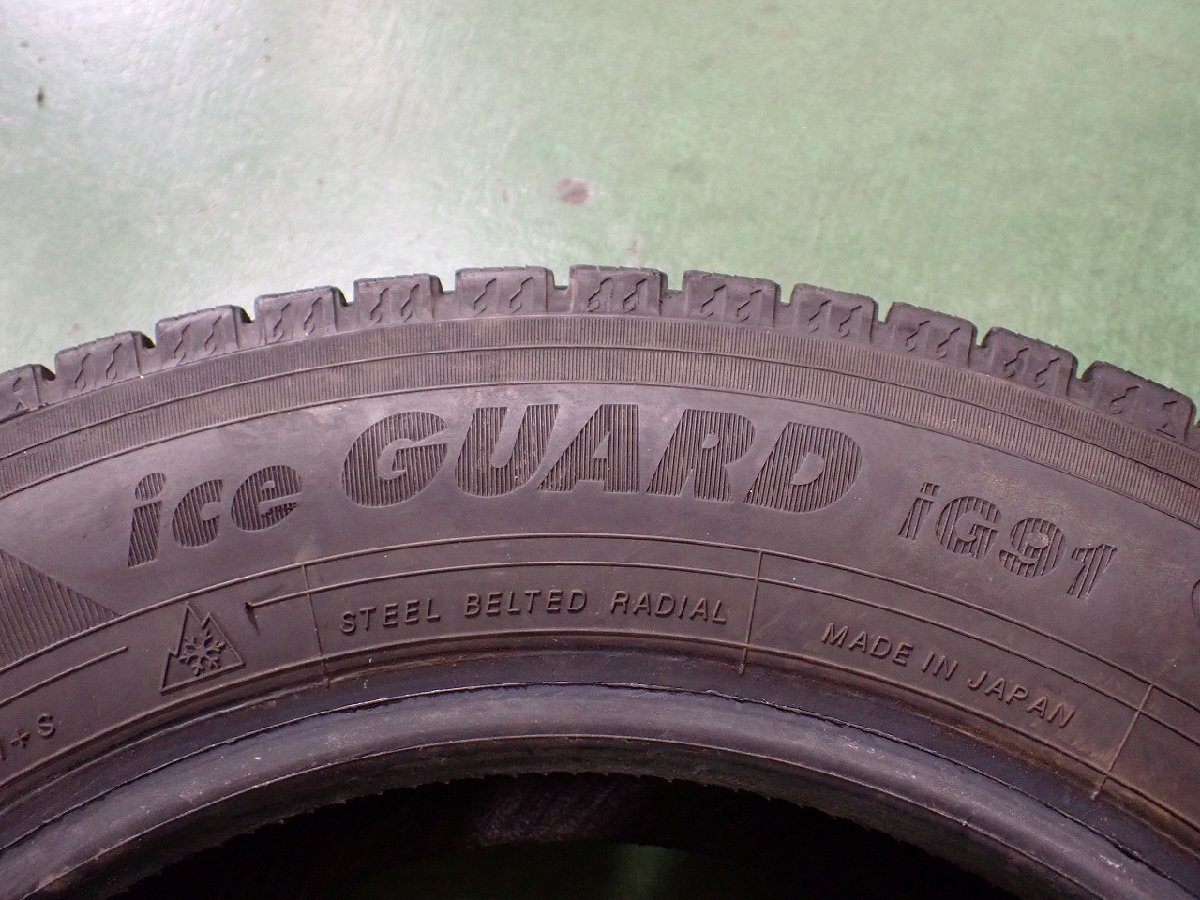 ice GUARD iG91
STEEL BELTED RADIAL
MADE IN JAPAN
+S